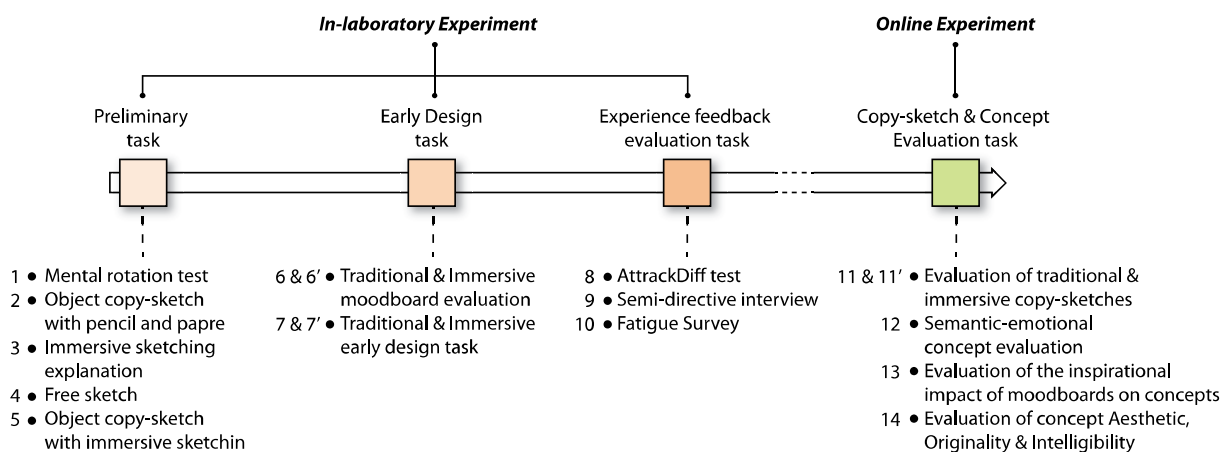 In-laboratory Experiment
Online Experiment
Preliminary
task
Early Design
task
Experience feedback
evaluation task
Copy-sketch & Concept
Evaluation task
1 • Mental rotation test
2 • Object copy-sketch
with pencil and papre
3 • Immersive sketching
explanation
4 • Free sketch
5 • Object copy-sketch
with immersive sketchin
6 & 6' • Traditional & Immersive
moodboard evaluation
7 & 7' • Traditional & Immersive
early design task
8 • AttrackDiff test
9 • Semi-directive interview
10 • Fatigue Survey
11 & 11' • Evaluation of traditional &
immersive copy-sketches
12 • Semantic-emotional
concept evaluation
13 • Evaluation of the inspirational
impact of moodboards on concepts
14 • Evaluation of concept Aesthetic,
Originality & Intelligibility